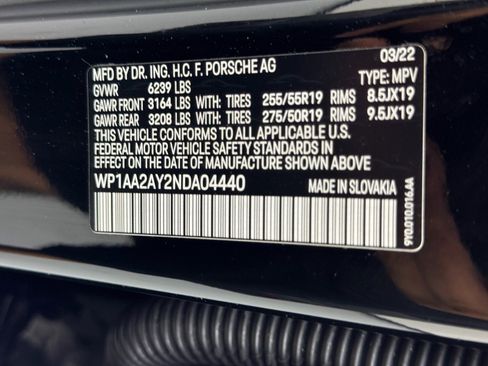 03/22
MFD BY DR. ING. H.C. F. PORSCHE AG
TYPE: MPV
GVWR 6239 LBS
GAWR FRONT 3164 LBS WITH: TIRES 255/55R19 RIMS 8.5JX19
GAWR REAR 3208 LBS WITH: TIRES 275/50R19 RIMS 9.5JX19
THIS VEHICLE CONFORMS TO ALL APPLICABLE U.S.
FEDERAL MOTOR VEHICLE SAFETY STANDARDS IN
EFFECT ON THE DATE OF MANUFACTURE SHOWN ABOVE.
WP1AA2AY2NDA04440 MADE IN SLOVAKIA
9Y0.010.016.AA